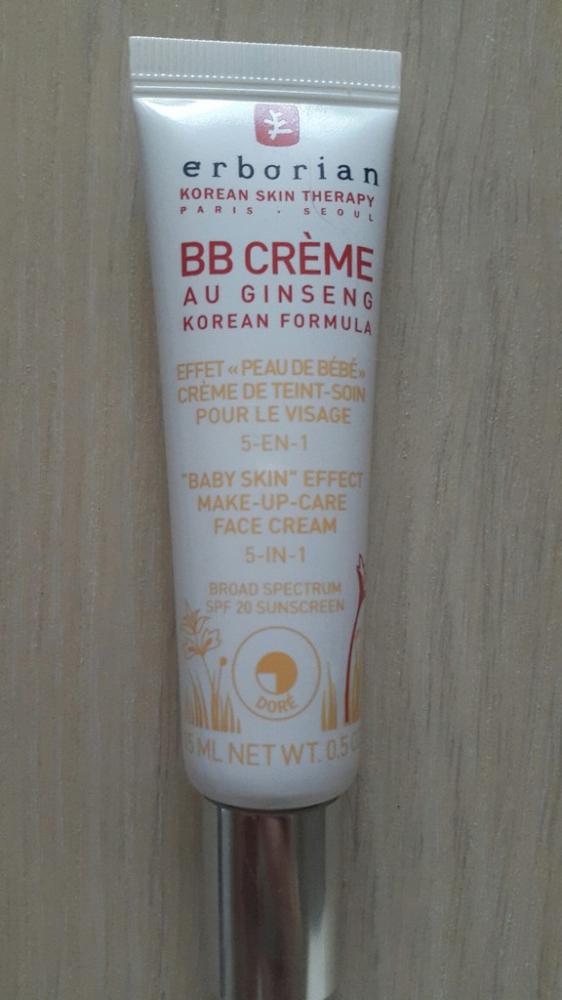 erborian
KOREAN SKIN THERAPY
PARIS · SEOUL
BB CRÈME
AU GINSENG
KOREAN FORMULA
EFFET «PEAU DE BÉBÉ»
CRÈME DE TEINT-SOIN
POUR LE VISAGE
5-EN-1
"BABY SKIN" EFFECT
MAKE-UP-CARE
FACE CREAM
5-IN-1
BROAD SPECTRUM
SPF 20 SUNSCREEN
DORÉ
ML NET WT. 0.5